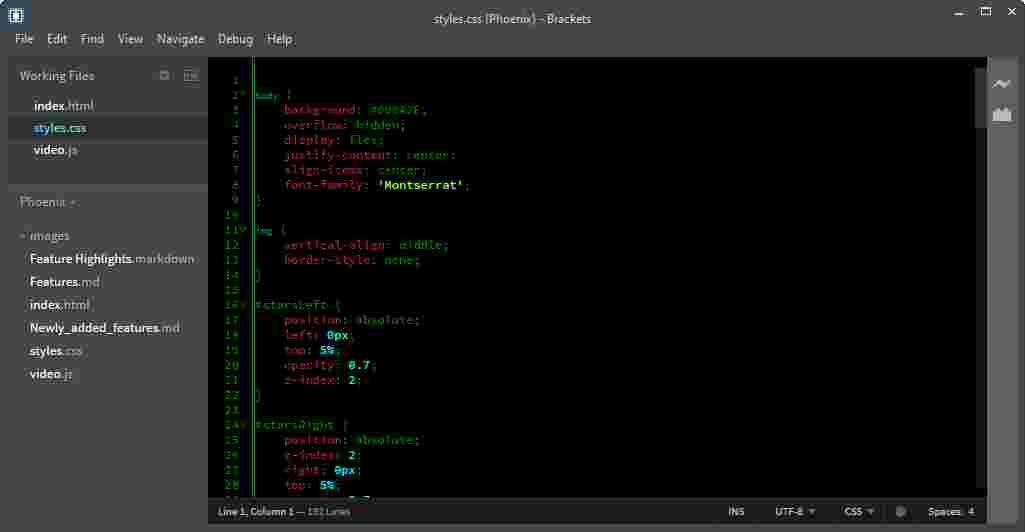 styles.css (Phoenix) - Brackets
File Edit Find View Navigate Debug Help
Working Files
index.html
styles.css
video.js
Phoenix
images
Feature Highlights.markdown
Features.md
index.html
Newly_added_features.md
styles.css
video.js
1
2 body {
3 background:
4 overflow: hidden;
5 display: flex;
6 justify-content: center;
7 align-items: center;
8 font-family: 'Montserrat';
9 }
10
11 img {
12 vertical-align: middle;
13 border-style: none;
14 }
15
16 #starsLeft {
17 position: absolute;
18 left: 0px;
19 top: 5%;
20 opacity: 0.7;
21 z-index: 2;
22 }
23
24 #starsRight {
25 position: absolute;
26 z-index: 2;
27 right: 0px;
28 top: 5%;
Line 1, Column 1 — 192 Lines
INS UTF-8 CSS Spaces: 4